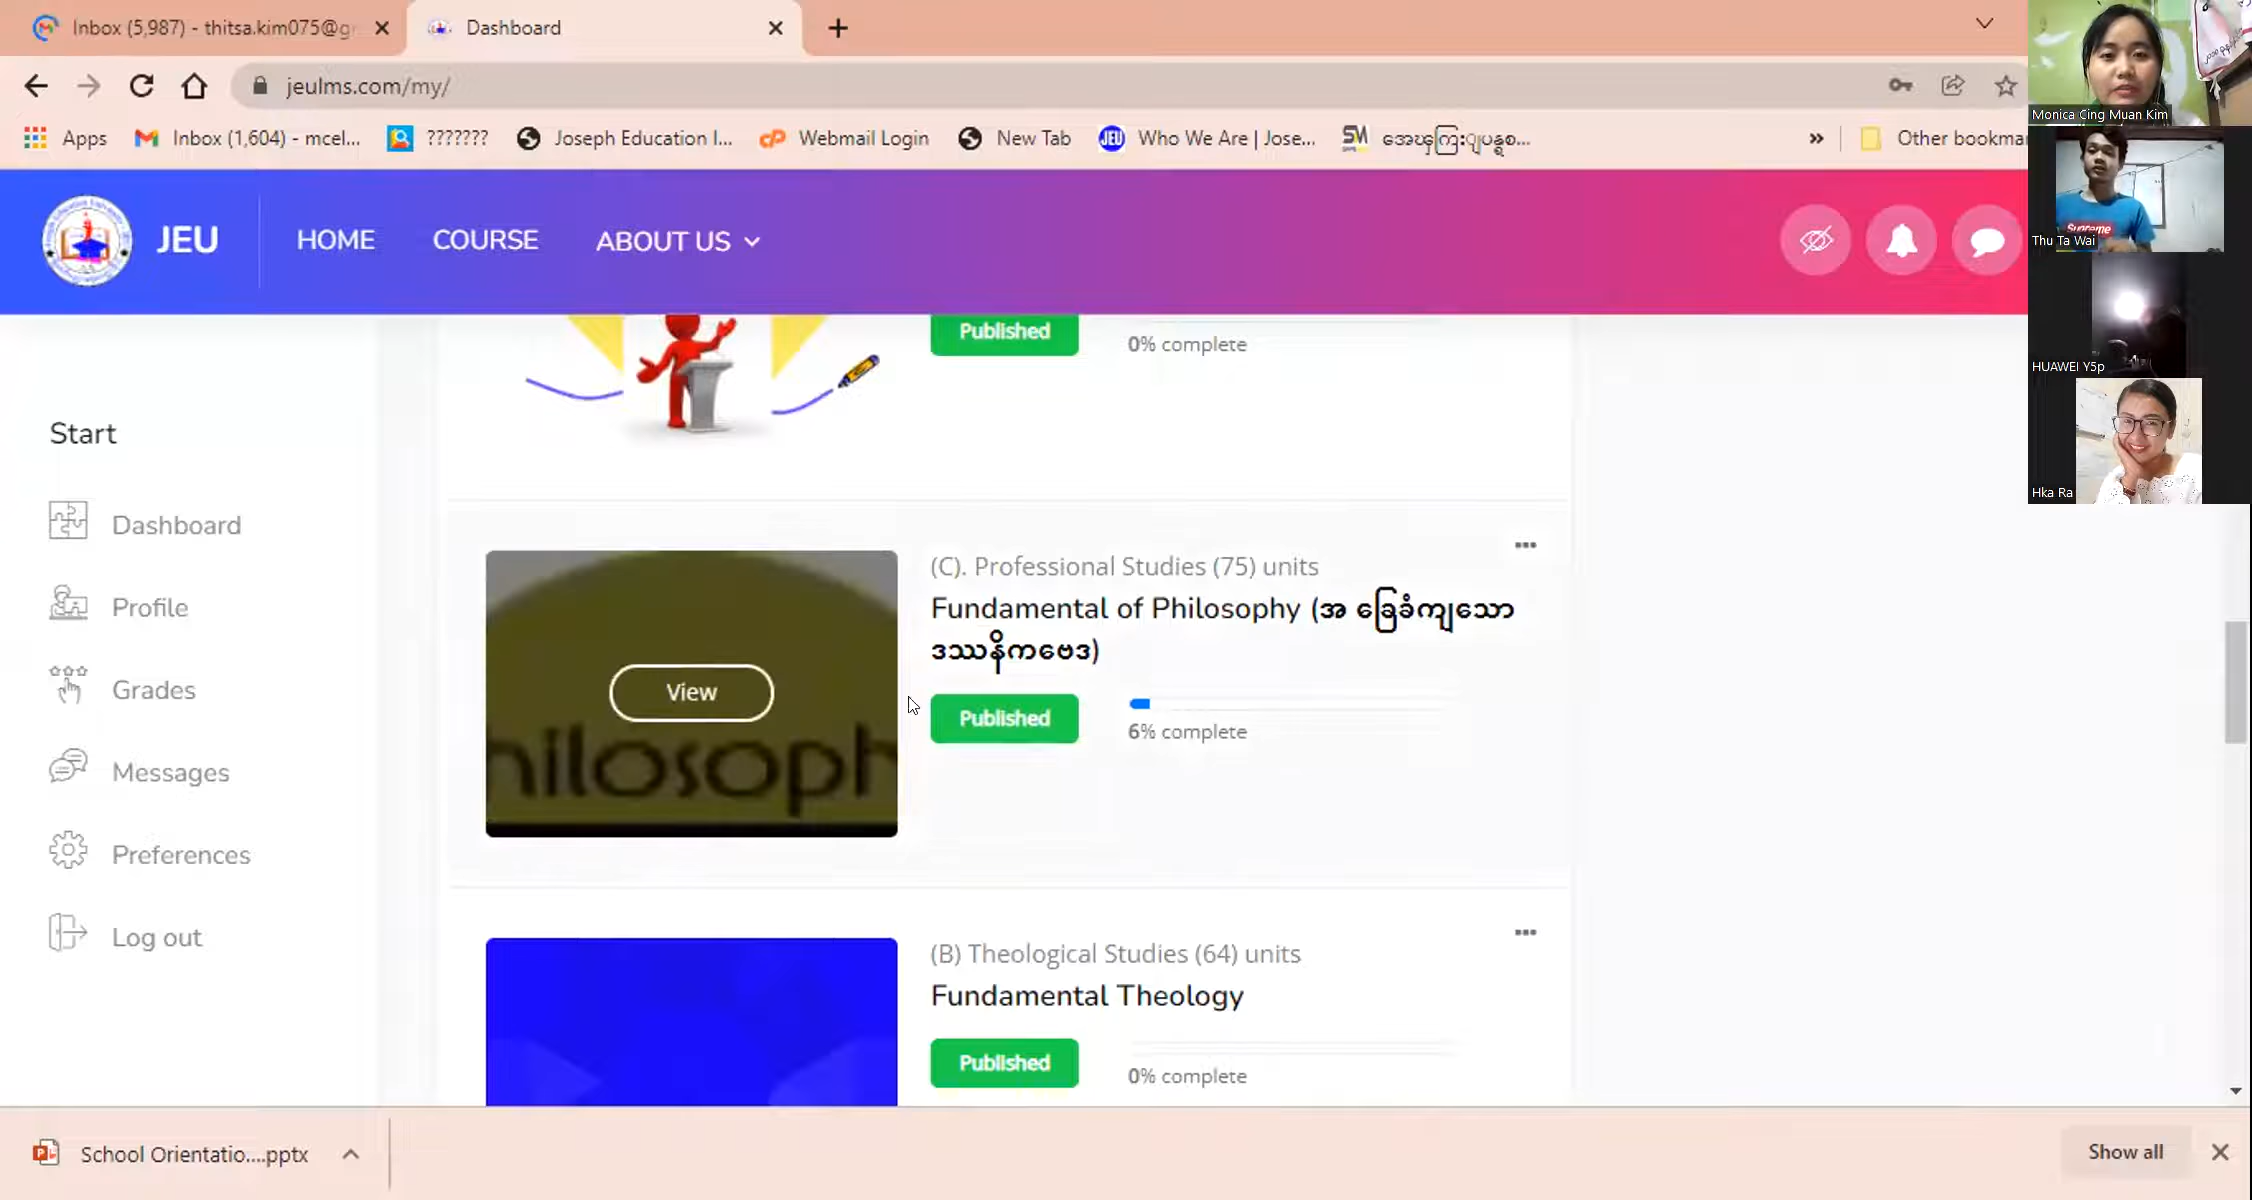 Inbox (5,987) - thitsa.kim075@g
Dashboard
jeulms.com/my/
Apps
Inbox (1,604) - mcel...
???????
Joseph Education I...
Webmail Login
New Tab
Who We Are | Jose...
Other bookma
JEU
HOME
COURSE
ABOUT US
Published
0% complete
Start
Dashboard
Profile
Grades
Messages
Preferences
Log out
View
hilosoph
(C). Professional Studies (75) units
Fundamental of Philosophy (အ ခြေခံကျသော
ဒဿနိကဗေဒ)
Published
6% complete
(B) Theological Studies (64) units
Fundamental Theology
Published
0% complete
School Orientatio....pptx
Show all
Monica Cing Muan Kim
Supreme
Thu Ta Wai
HUAWEI Y5p
Hka Ra